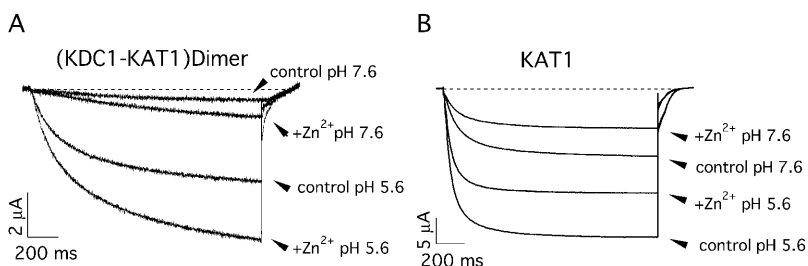 A
(KDC1-KAT1)Dimer
control pH 7.6
+Zn²⁺pH 7.6
control pH 5.6
+Zn²⁺ pH 5.6
2 µA
200 ms
B
KAT1
+Zn²⁺ pH 7.6
control pH 7.6
+Zn²⁺ pH 5.6
control pH 5.6
5 µA
200 ms